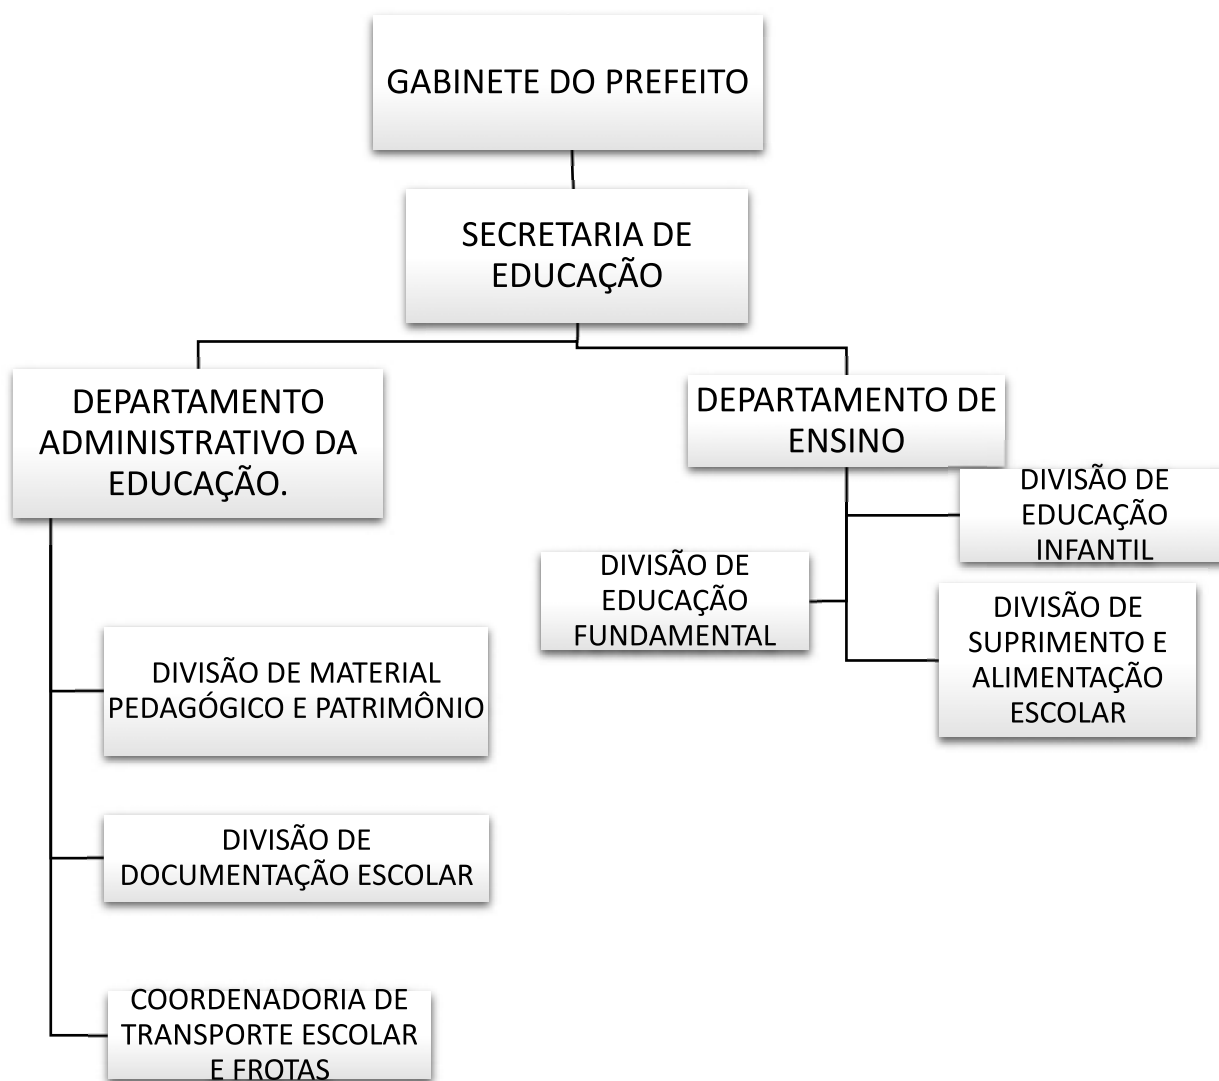 GABINETE DO PREFEITO
SECRETARIA DE
EDUCAÇÃO
DEPARTAMENTO
ADMINISTRATIVO DA
EDUCAÇÃO.
DEPARTAMENTO DE
ENSINO
DIVISÃO DE
EDUCAÇÃO
INFANTIL
DIVISÃO DE
EDUCAÇÃO
FUNDAMENTAL
DIVISÃO DE
SUPRIMENTO E
ALIMENTAÇÃO
ESCOLAR
DIVISÃO DE MATERIAL
PEDAGÓGICO E PATRIMÔNIO
DIVISÃO DE
DOCUMENTAÇÃO ESCOLAR
COORDENADORIA DE
TRANSPORTE ESCOLAR
E FROTAS